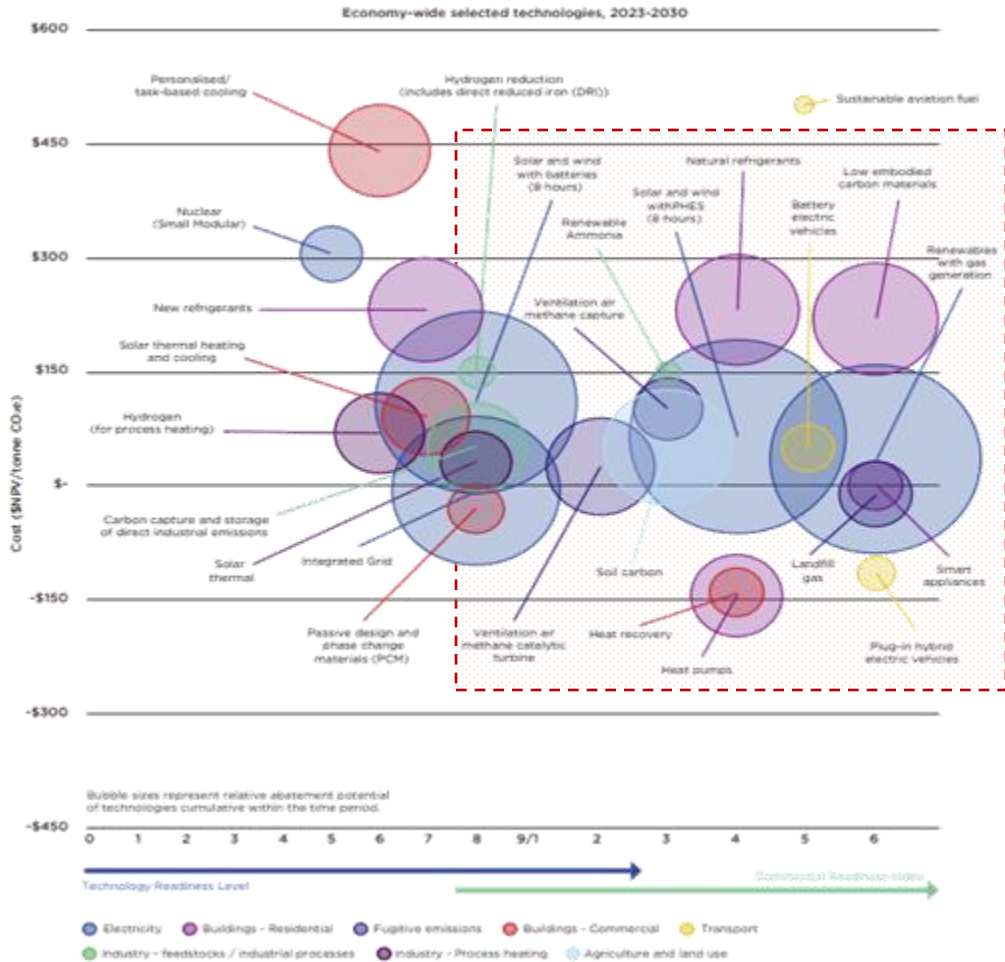 Economy-wide selected technologies, 2023-2030
$600
$450
$300
$150
$-
-$150
-$300
-$450
Cost ($NPV/tonne CO₂e)
Personalised/
task-based cooling
Hydrogen reduction
(includes direct reduced iron (DRI))
Sustainable aviation fuel
Solar and wind
with batteries
(8 hours)
Natural refrigerants
Low embodied
carbon materials
Nuclear
(Small Modular)
Renewable
Ammonia
Solar and wind
withPHES
(8 hours)
Battery
electric
vehicles
Renewables
with gas
generation
New refrigerants
Ventilation air
methane capture
Solar thermal heating
and cooling
Hydrogen
(for process heating)
Carbon capture and storage
of direct industrial emissions
Solar
thermal
Integrated Grid
Soil carbon
Landfill
gas
Smart
appliances
Passive design and
phase change
materials (PCM)
Ventilation air
methane catalytic
turbine
Heat recovery
Heat pumps
Plug-in hybrid
electric vehicles
Bubble sizes represent relative abatement potential
of technologies cumulative within the time period.
0 1 2 3 4 5 6 7 8 9/1 2 3 4 5 6
Technology Readiness Level
Commercial Readiness Index
Electricity
Buildings - Residential
Fugitive emissions
Buildings - Commercial
Transport
Industry - feedstocks / industrial processes
Industry - Process heating
Agriculture and land use